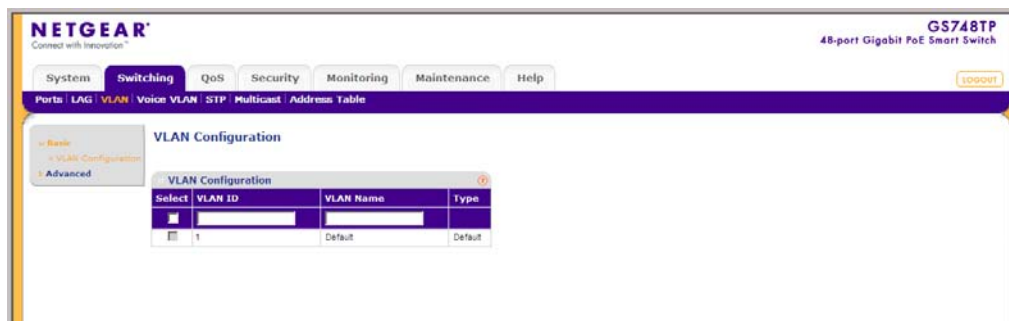 NETGEAR
Connect with Innovation™
GS748TP
48-port Gigabit PoE Smart Switch
System Switching QoS Security Monitoring Maintenance Help
LOGOUT
Ports LAG VLAN Voice VLAN STP Multicast Address Table
Basic
VLAN Configuration
Advanced
VLAN Configuration
VLAN Configuration
Select VLAN ID VLAN Name Type
1 Default Default